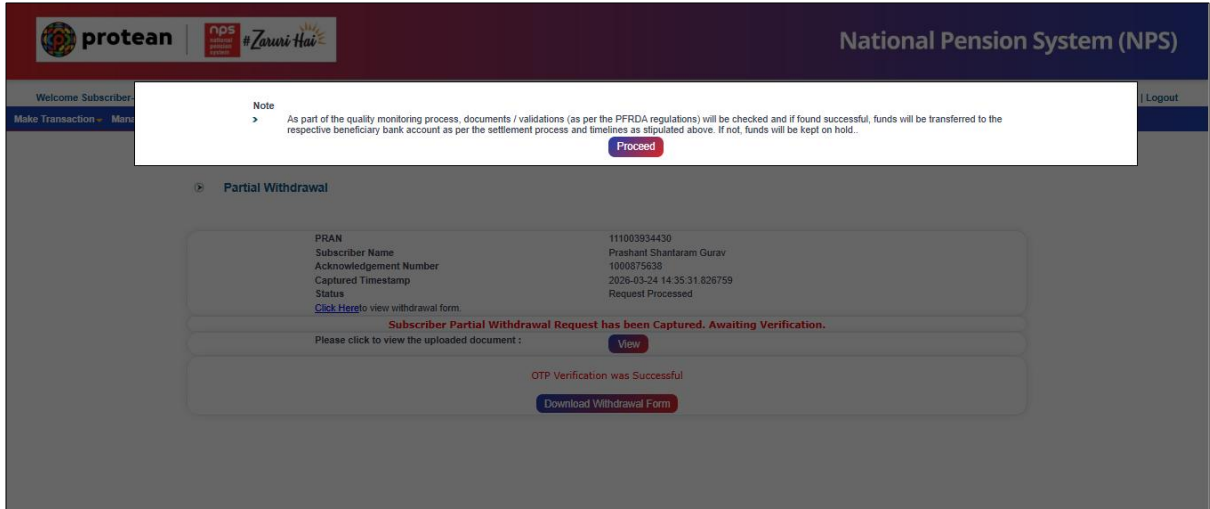 protean
nps
national
pension
system
#Zaruri Hai
National Pension System (NPS)
Welcome Subscriber-
| Logout
Make Transaction Mana
Note
As part of the quality monitoring process, documents / validations (as per the PFRDA regulations) will be checked and if found successful, funds will be transferred to the
respective beneficiary bank account as per the settlement process and timelines as stipulated above. If not, funds will be kept on hold..
Proceed
Partial Withdrawal
PRAN 111003934430
Subscriber Name Prashant Shantaram Gurav
Acknowledgement Number 1000875638
Captured Timestamp 2026-03-24 14:35:31.826759
Status Request Processed
Click Hereto view withdrawal form.
Subscriber Partial Withdrawal Request has been Captured. Awaiting Verification.
Please click to view the uploaded document : View
OTP Verification was Successful
Download Withdrawal Form